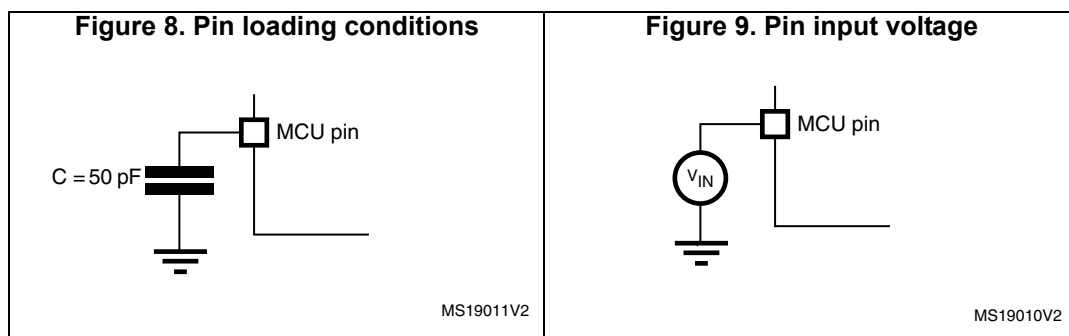 Figure 8. Pin loading conditions
MCU pin
C = 50 pF
MS19011V2
Figure 9. Pin input voltage
MCU pin
VIN
MS19010V2